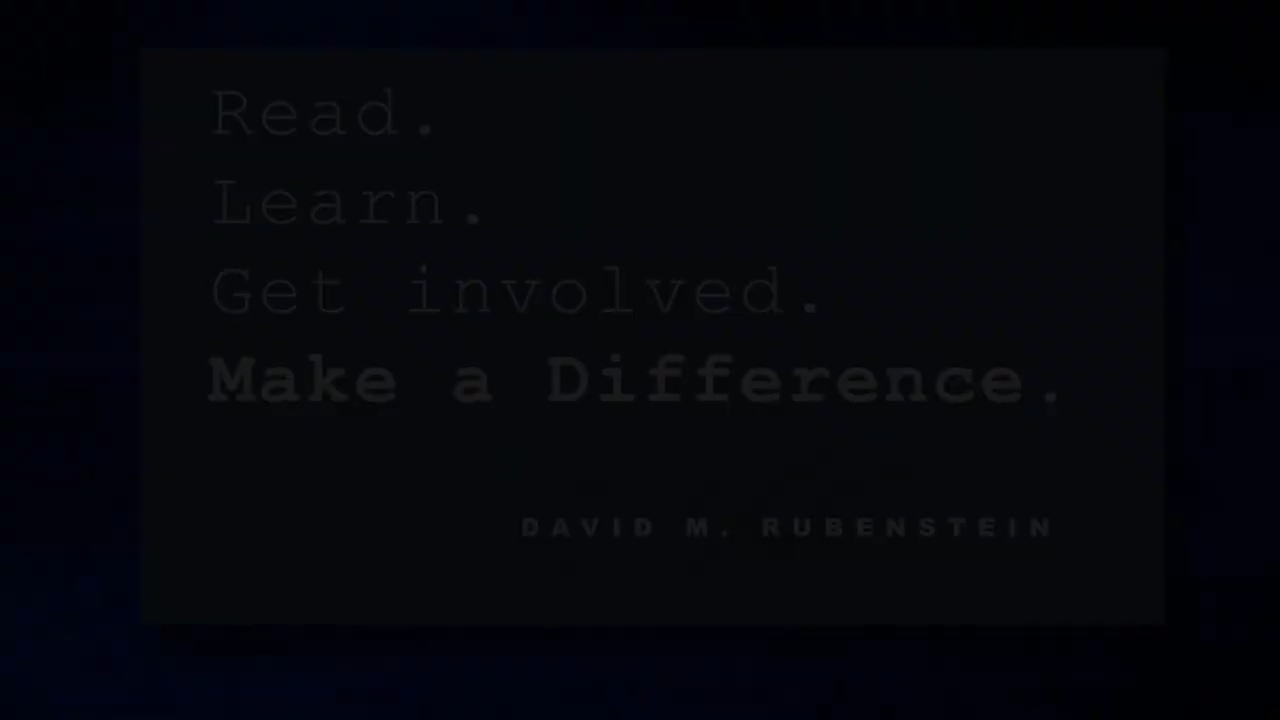 Read.
Learn.
Get involved.
Make a Difference.
DAVID M. RUBENSTEIN